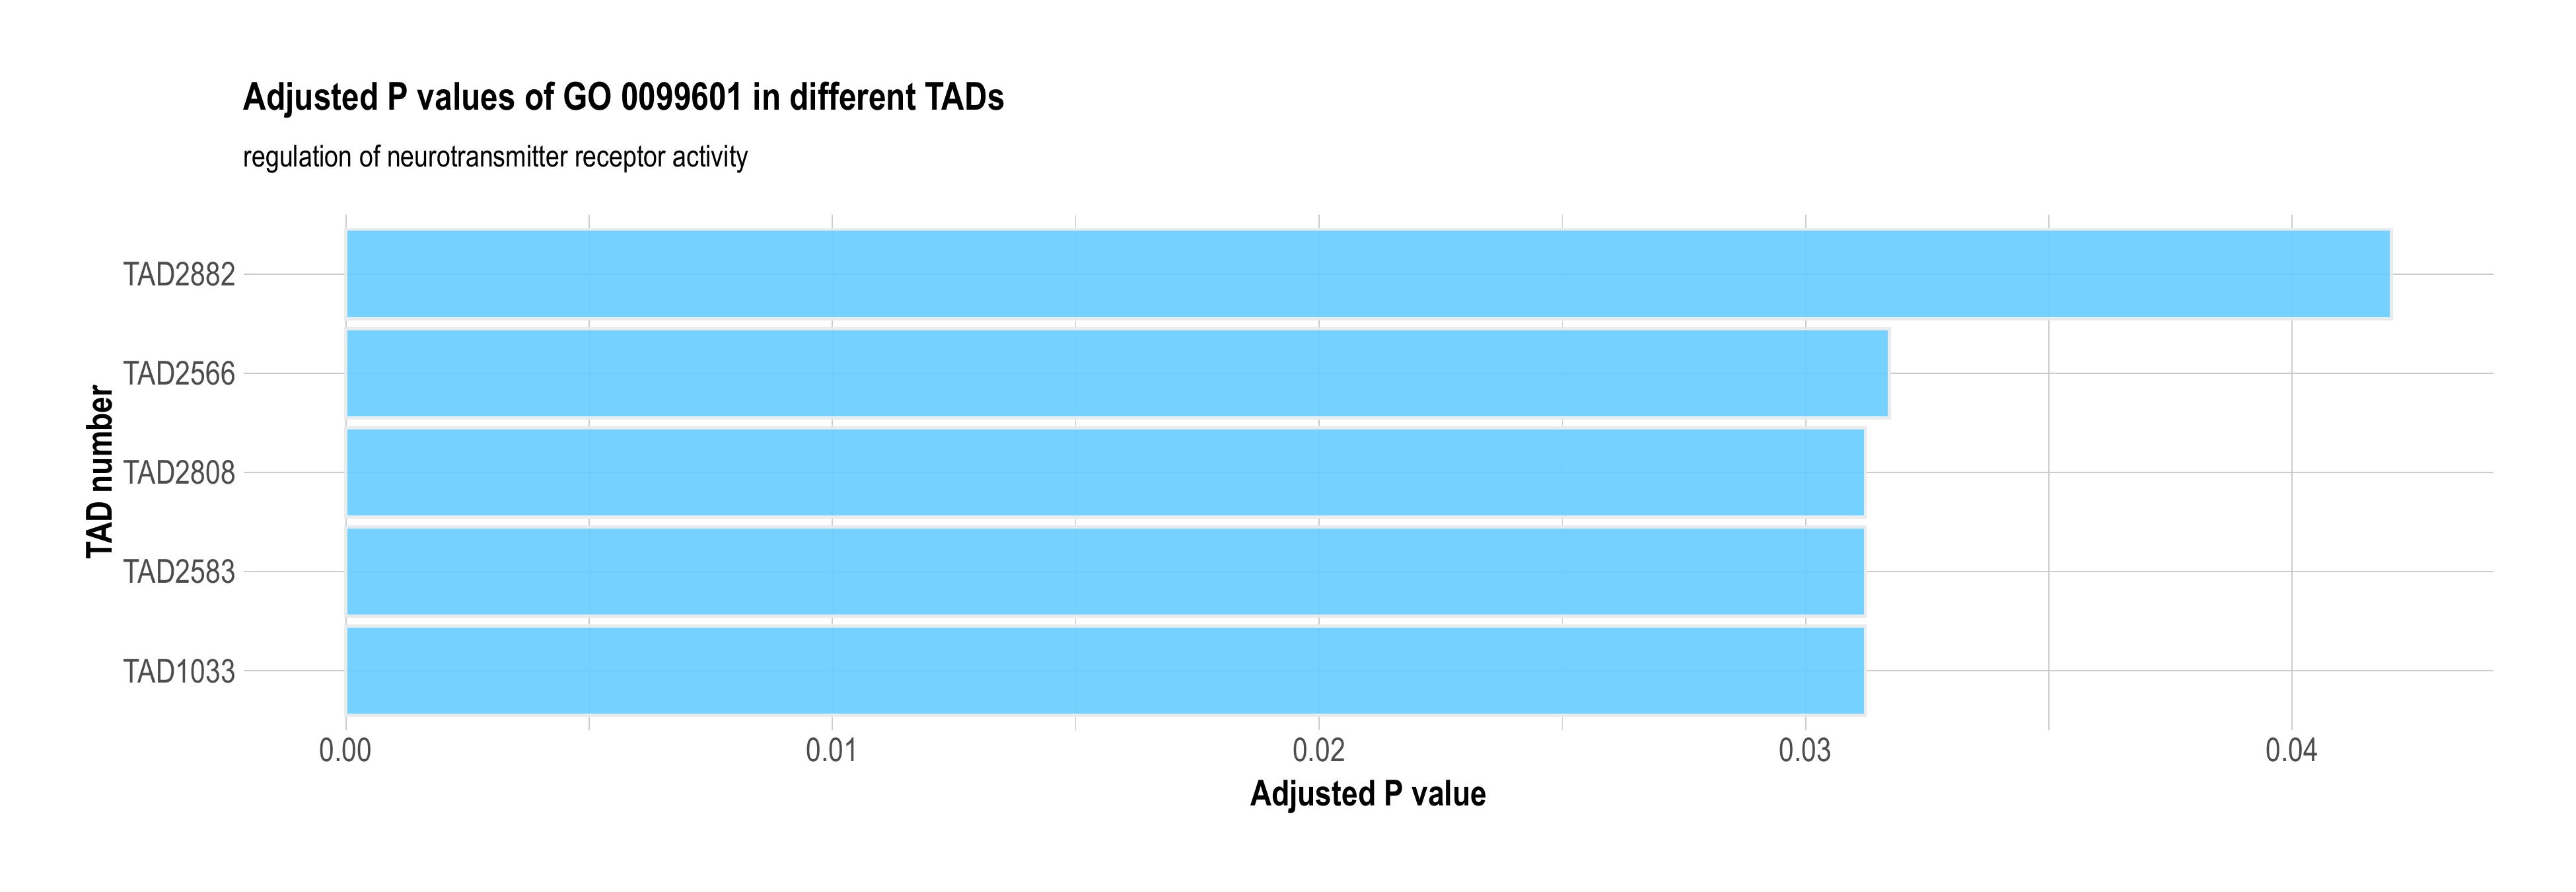 Adjusted P values of GO 0099601 in different TADs
regulation of neurotransmitter receptor activity
TAD number
TAD2882
TAD2566
TAD2808
TAD2583
TAD1033
0.00 0.01 0.02 0.03 0.04
Adjusted P value